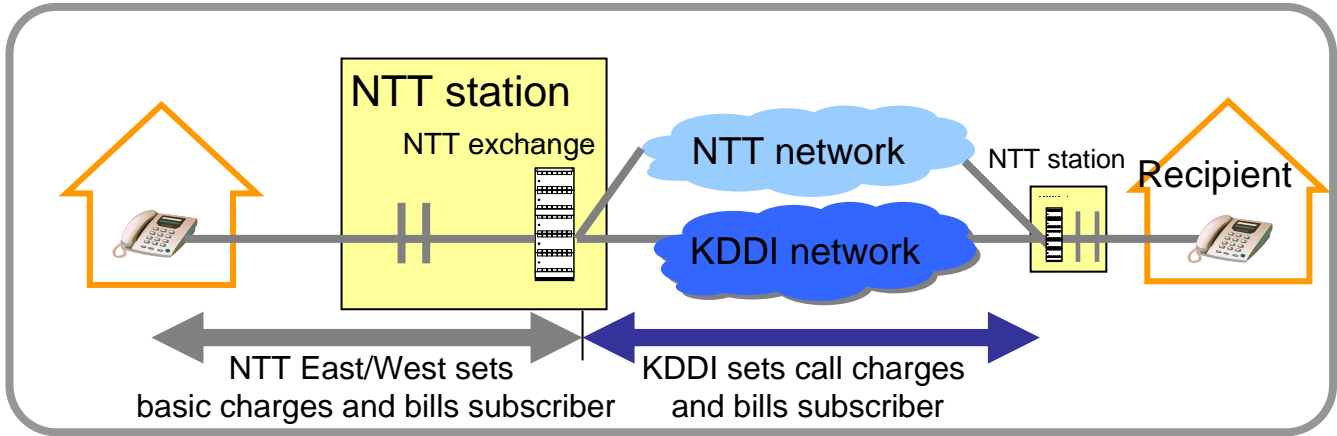 NTT station
NTT exchange
NTT network
NTT station
Recipient
KDDI network
NTT East/West sets
basic charges and bills subscriber
KDDI sets call charges
and bills subscriber